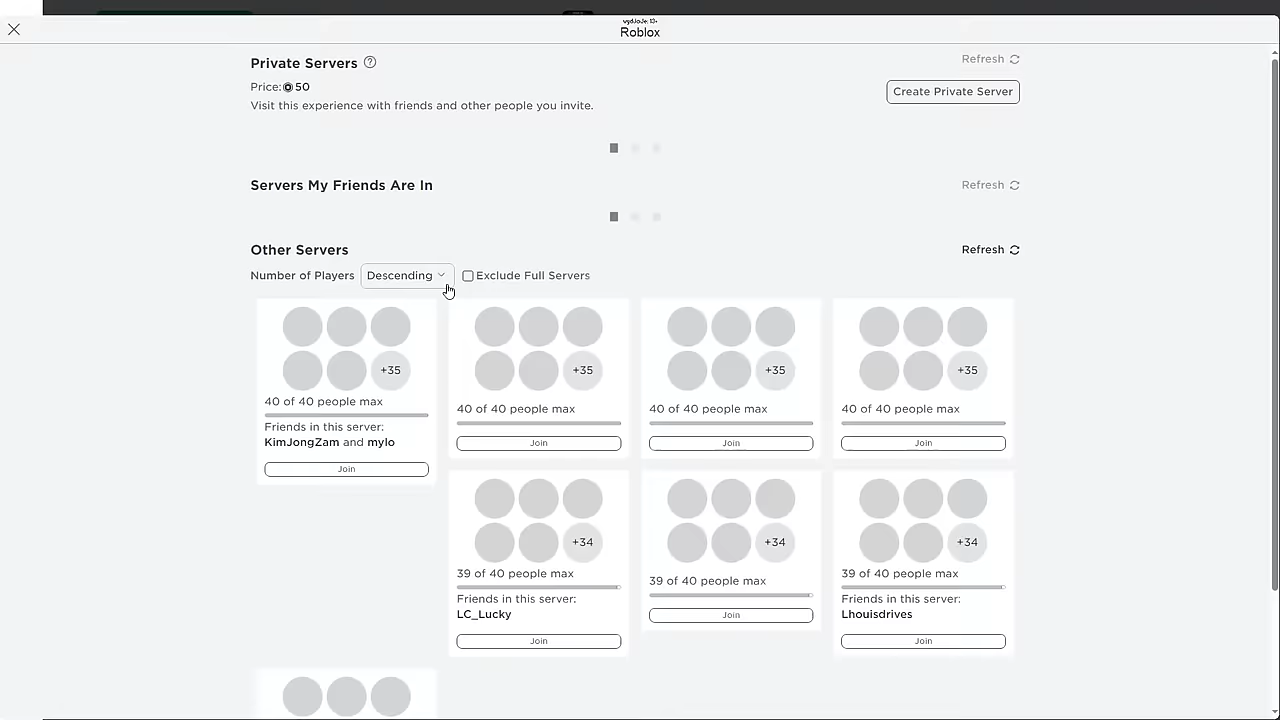 Roblox
Private Servers
Refresh
Price: 50
Create Private Server
Visit this experience with friends and other people you invite.
Servers My Friends Are In
Refresh
Other Servers
Refresh
Number of Players Descending Exclude Full Servers
+35
40 of 40 people max
Friends in this server:
KimJongZam and mylo
Join
+35
40 of 40 people max
Join
+35
40 of 40 people max
Join
+35
40 of 40 people max
Join
+34
39 of 40 people max
Friends in this server:
LC_Lucky
Join
+34
39 of 40 people max
Join
+34
39 of 40 people max
Friends in this server:
Lhouisdrives
Join